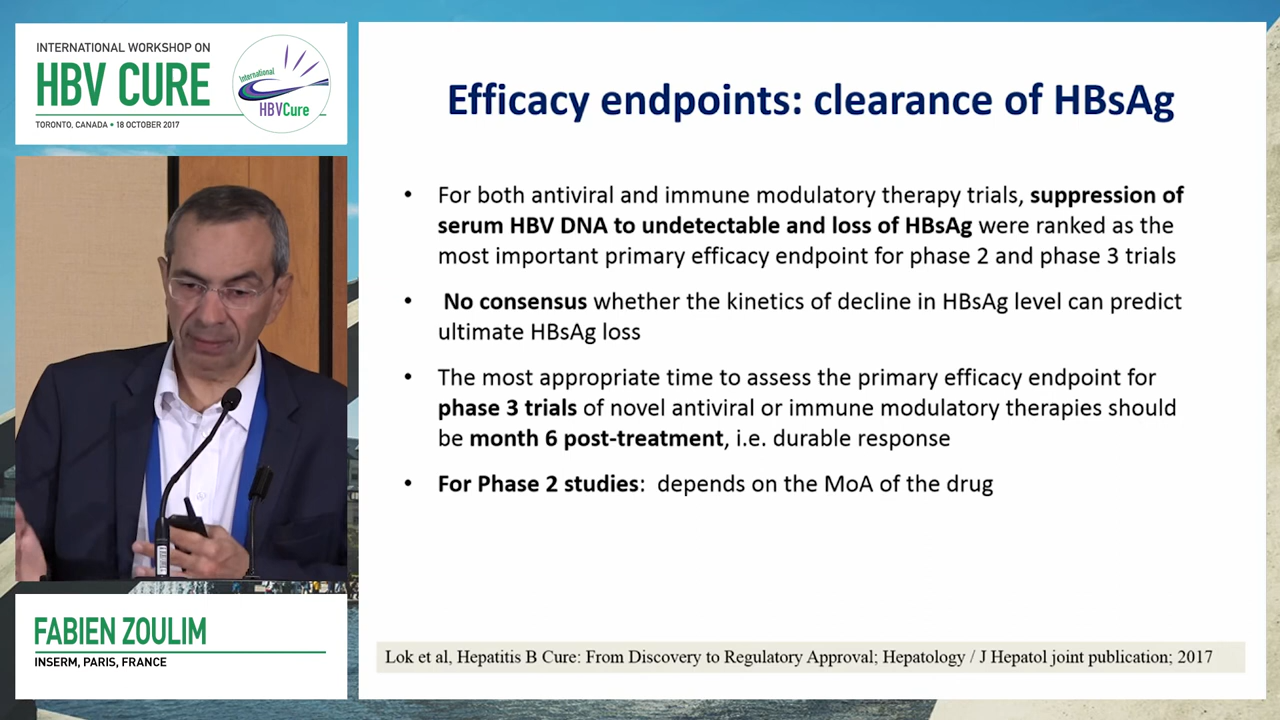 INTERNATIONAL WORKSHOP ON
HBV CURE
TORONTO, CANADA • 18 OCTOBER 2017
International
HBVCure
FABIEN ZOULIM
INSERM, PARIS, FRANCE
Efficacy endpoints: clearance of HBsAg
• For both antiviral and immune modulatory therapy trials, suppression of
serum HBV DNA to undetectable and loss of HBsAg were ranked as the
most important primary efficacy endpoint for phase 2 and phase 3 trials
• No consensus whether the kinetics of decline in HBsAg level can predict
ultimate HBsAg loss
• The most appropriate time to assess the primary efficacy endpoint for
phase 3 trials of novel antiviral or immune modulatory therapies should
be month 6 post-treatment, i.e. durable response
• For Phase 2 studies: depends on the MoA of the drug
Lok et al, Hepatitis B Cure: From Discovery to Regulatory Approval; Hepatology / J Hepatol joint publication; 2017